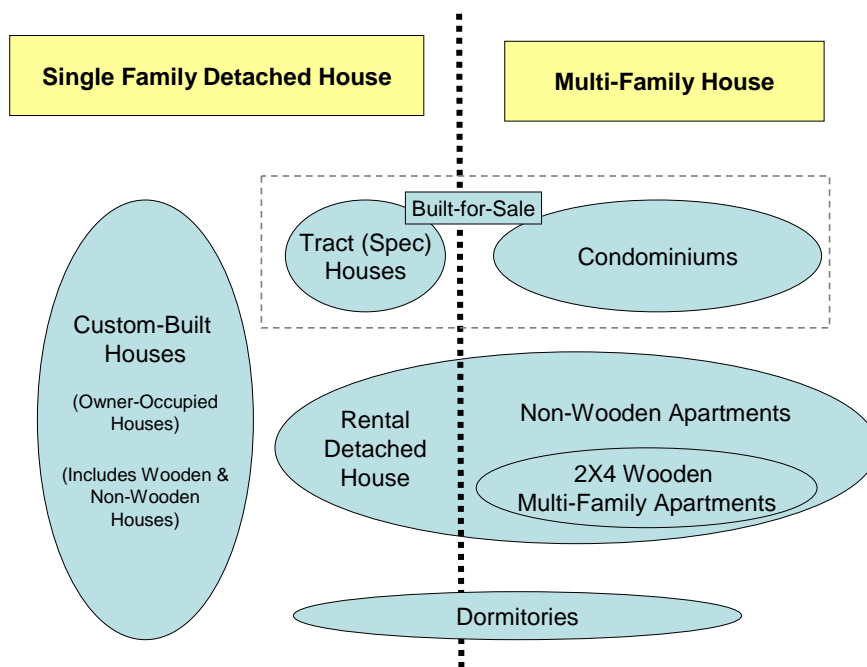 Single Family Detached House
Multi-Family House
Built-for-Sale
Tract (Spec)
Houses
Condominiums
Custom-Built
Houses
(Owner-Occupied
Houses)
(Includes Wooden &
Non-Wooden
Houses)
Rental
Detached
House
Non-Wooden Apartments
2X4 Wooden
Multi-Family Apartments
Dormitories